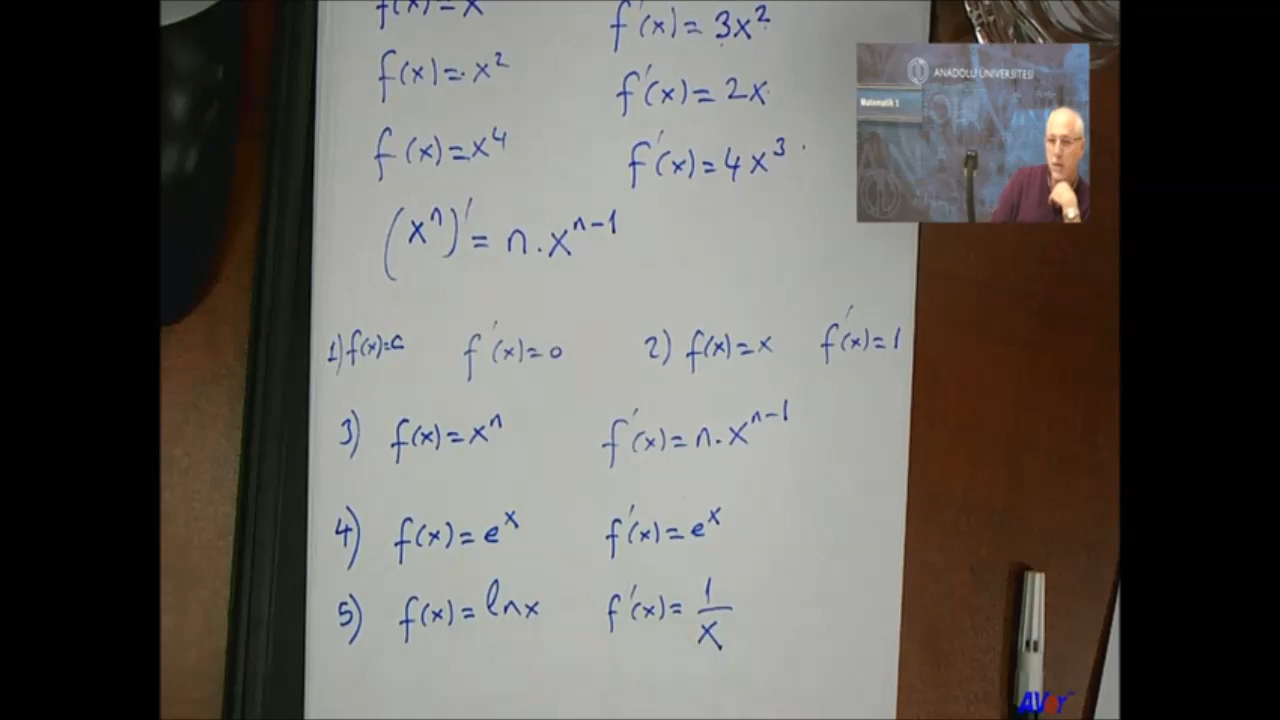 f(x)=x f'(x)=3x²
f(x)=x² f'(x)=2x
f(x)=x⁴ f'(x)=4x³
(xⁿ)'=n.xⁿ⁻¹
1) f(x)=c f'(x)=0 2) f(x)=x f'(x)=1
3) f(x)=xⁿ f'(x)=n.xⁿ⁻¹
4) f(x)=eˣ f'(x)=eˣ
5) f(x)=lnx f'(x)=1/x
ANADOLU ÜNİVERSİTESİ
Matematik 1